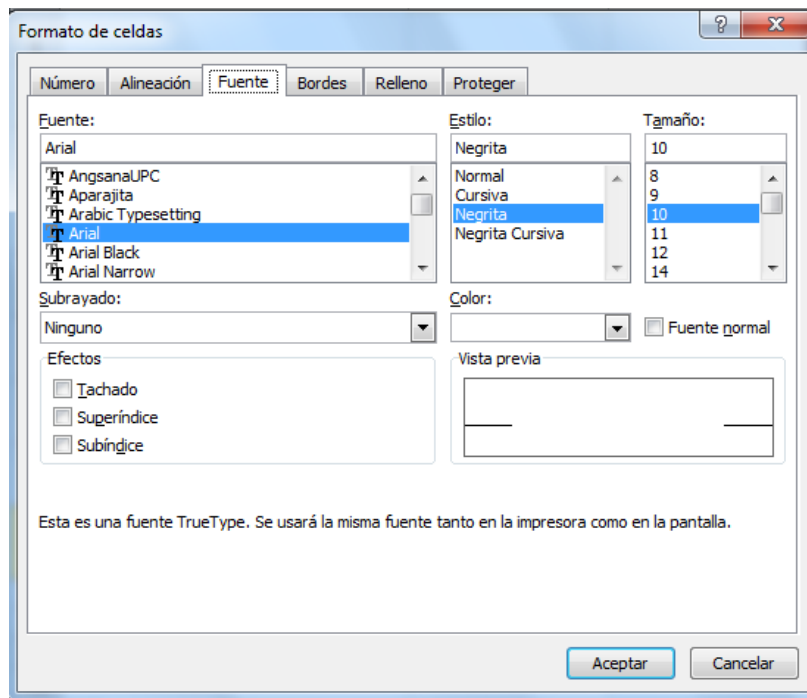 Formato de celdas
Número Alineación Fuente Bordes Relleno Proteger
Fuente: Estilo: Tamaño:
Arial Negrita 10
AngsanaUPC Normal 8
Aparajita Cursiva 9
Arabic Typesetting Negrita 10
Arial Negrita Cursiva 11
Arial Black 12
Arial Narrow 14
Subrayado: Color:
Ninguno Fuente normal
Efectos Vista previa
Tachado
Superíndice
Subíndice
Esta es una fuente TrueType. Se usará la misma fuente tanto en la impresora como en la pantalla.
Aceptar Cancelar